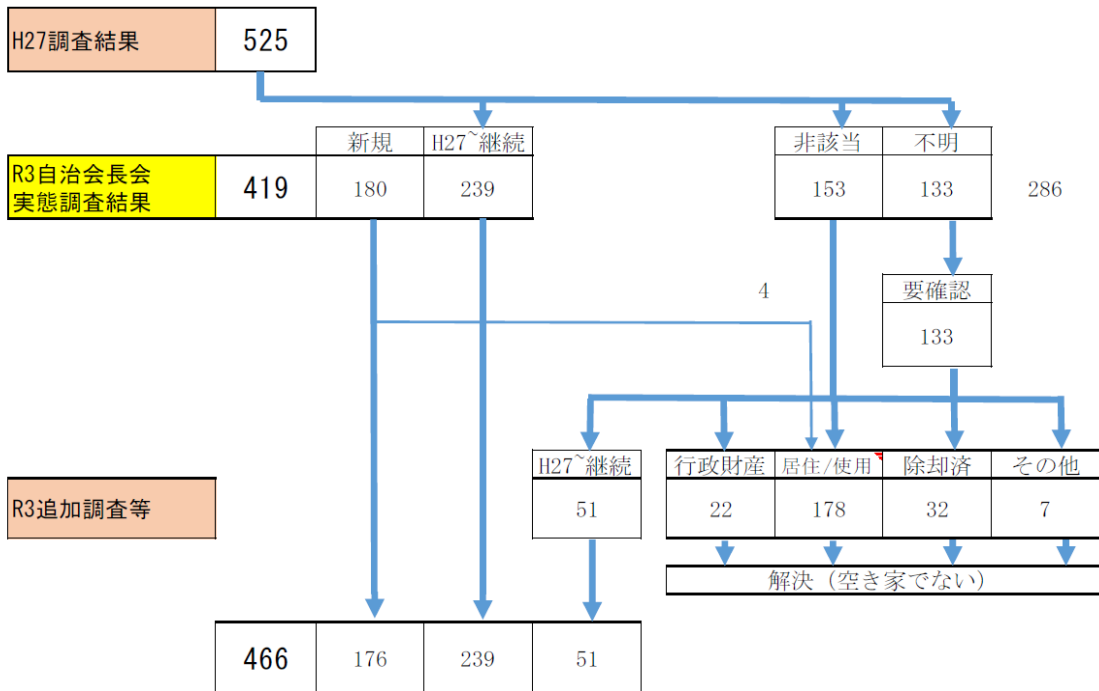 H27調査結果
525
新規
H27~継続
非該当
不明
R3自治会長会
実態調査結果
419
180
239
153
133
286
4
要確認
133
H27~継続
行政財産
居住/使用
除却済
その他
R3追加調査等
51
22
178
32
7
解決（空き家でない）
466
176
239
51